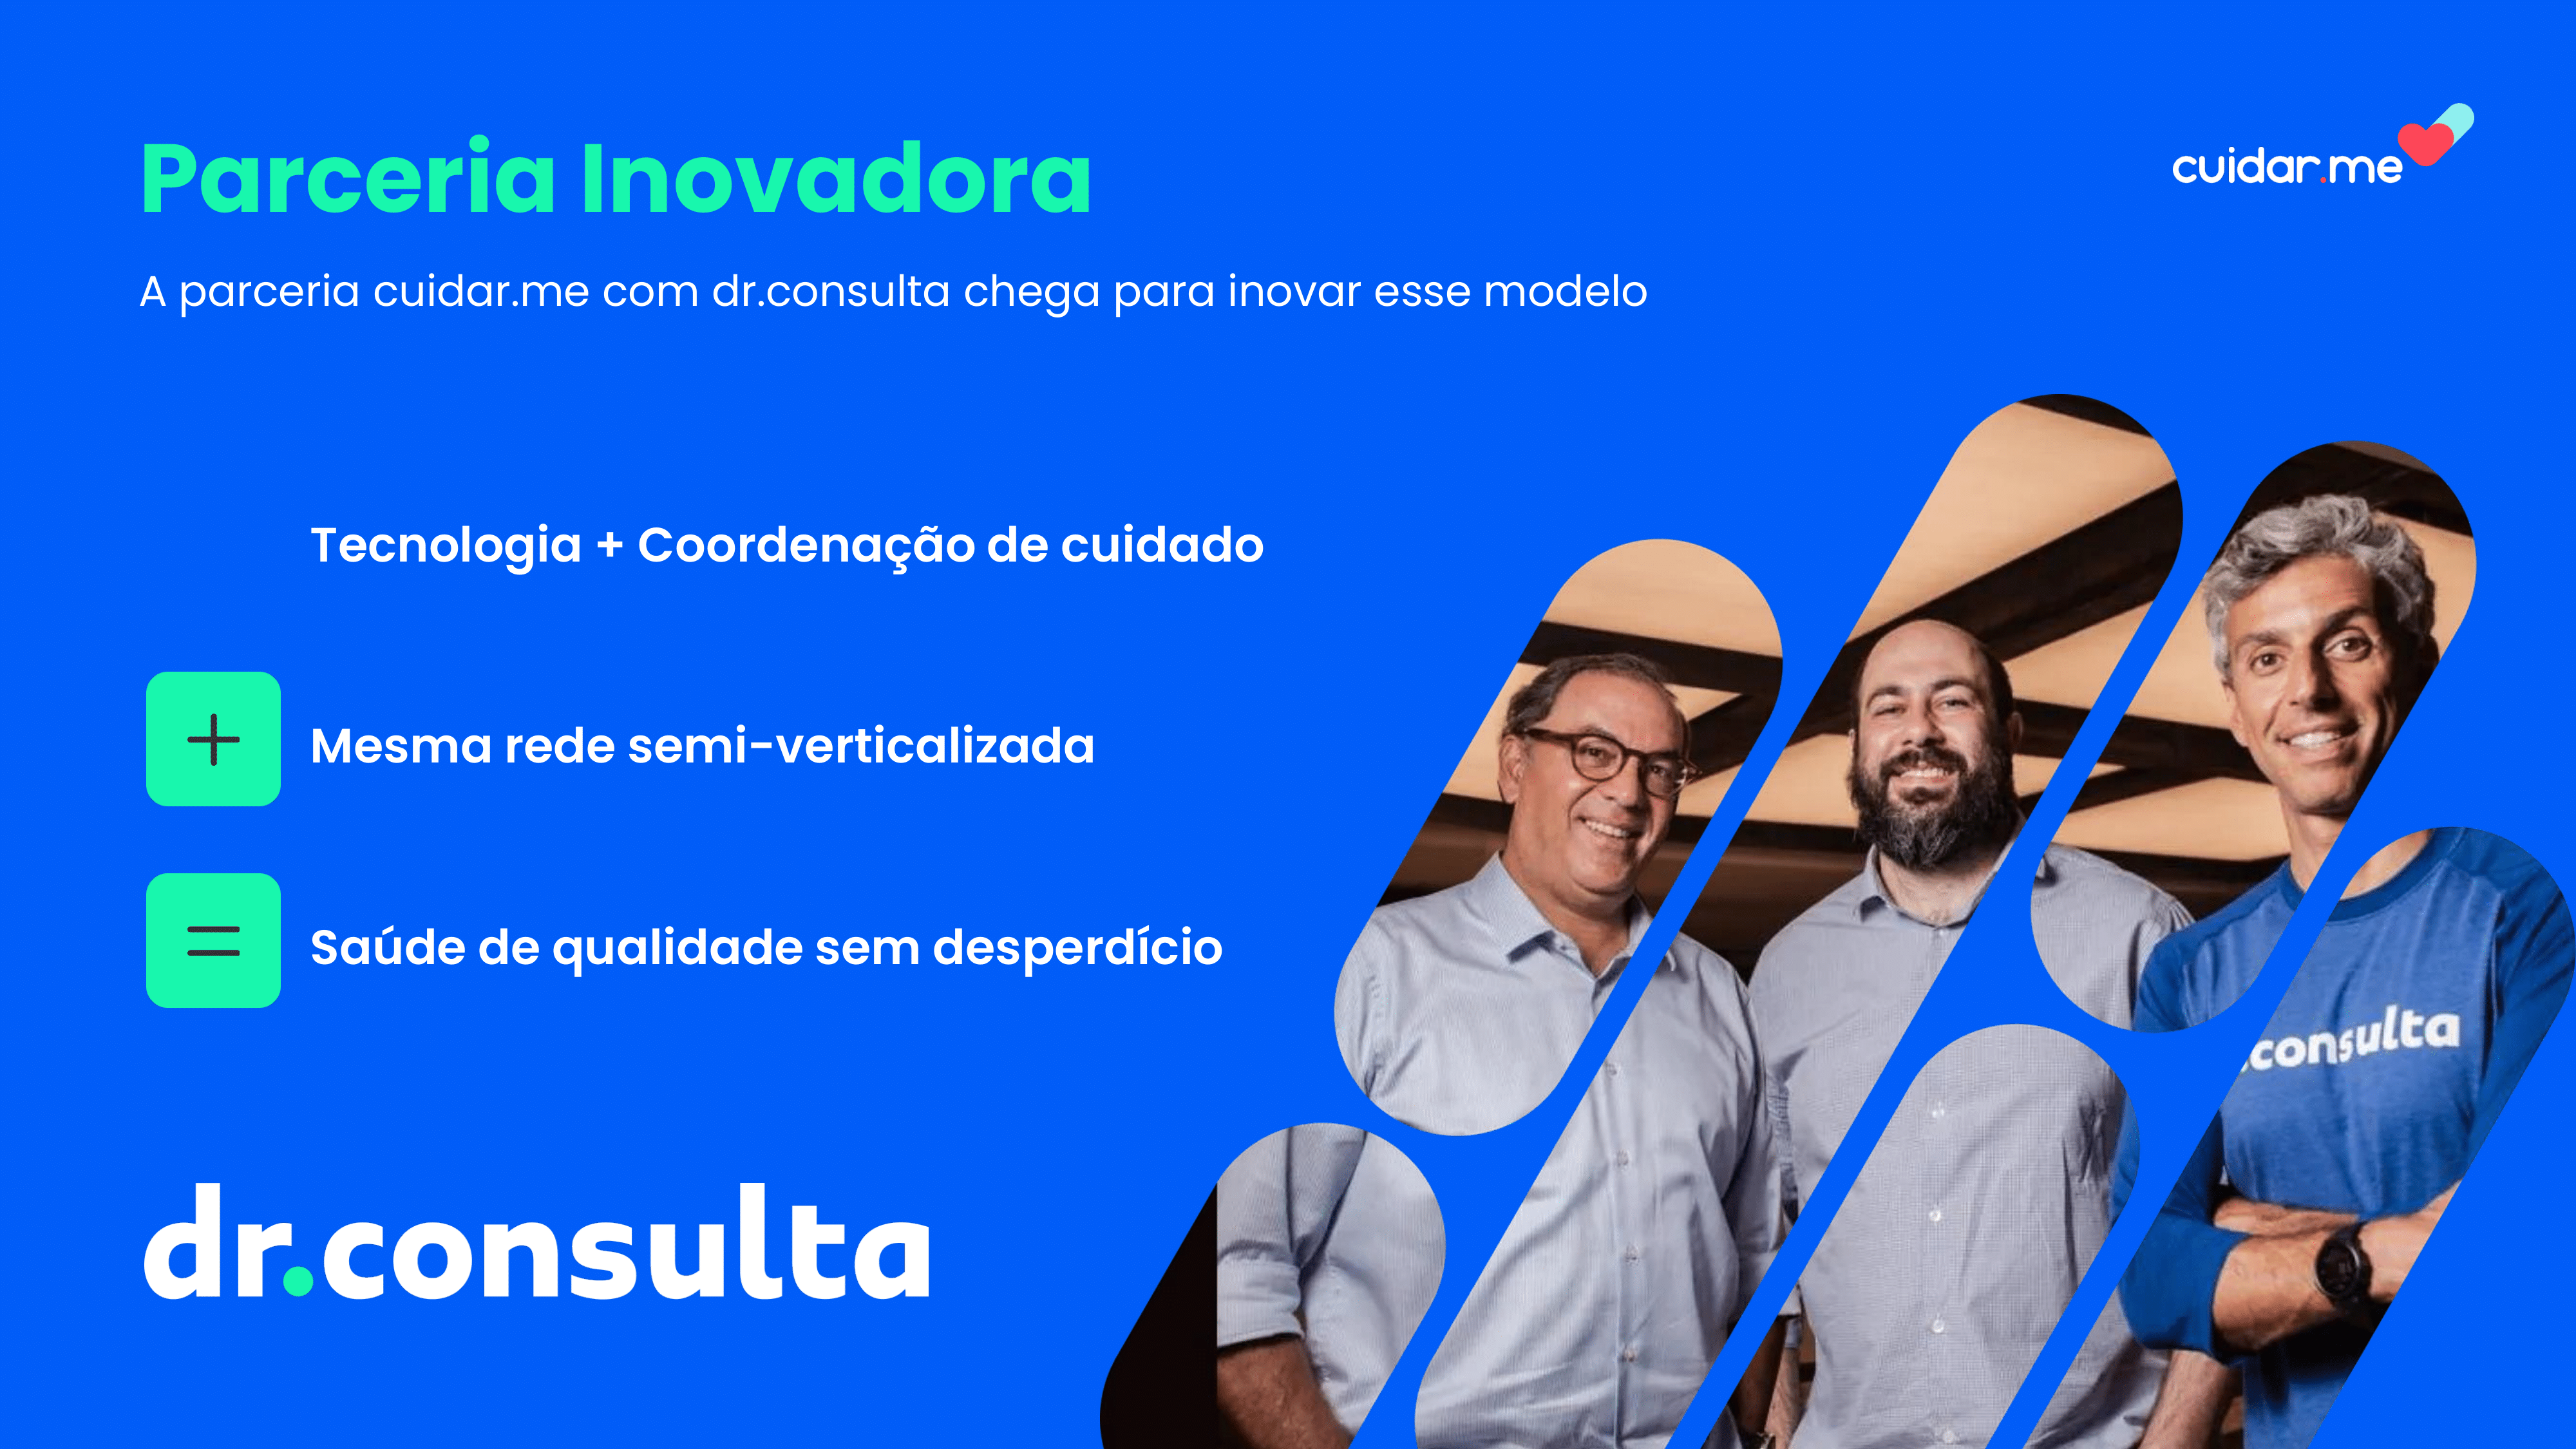 Parceria Inovadora
cuidar.me
A parceria cuidar.me com dr.consulta chega para inovar esse modelo
Tecnologia + Coordenação de cuidado
+ Mesma rede semi-verticalizada
= Saúde de qualidade sem desperdício
.consulta
dr.consulta